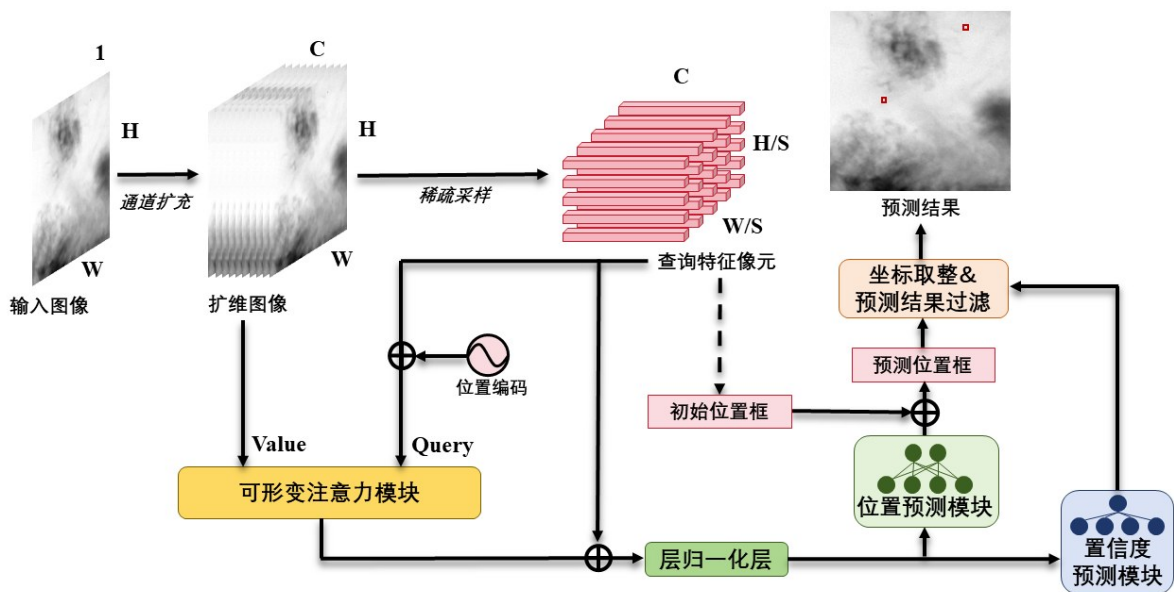 1
C
C
H
H
H/S
通道扩充
稀疏采样
W/S
W
W
输入图像
扩维图像
查询特征像元
预测结果
坐标取整&
预测结果过滤
位置编码
预测位置框
初始位置框
Value
Query
可形变注意力模块
位置预测模块
层归一化层
置信度
预测模块